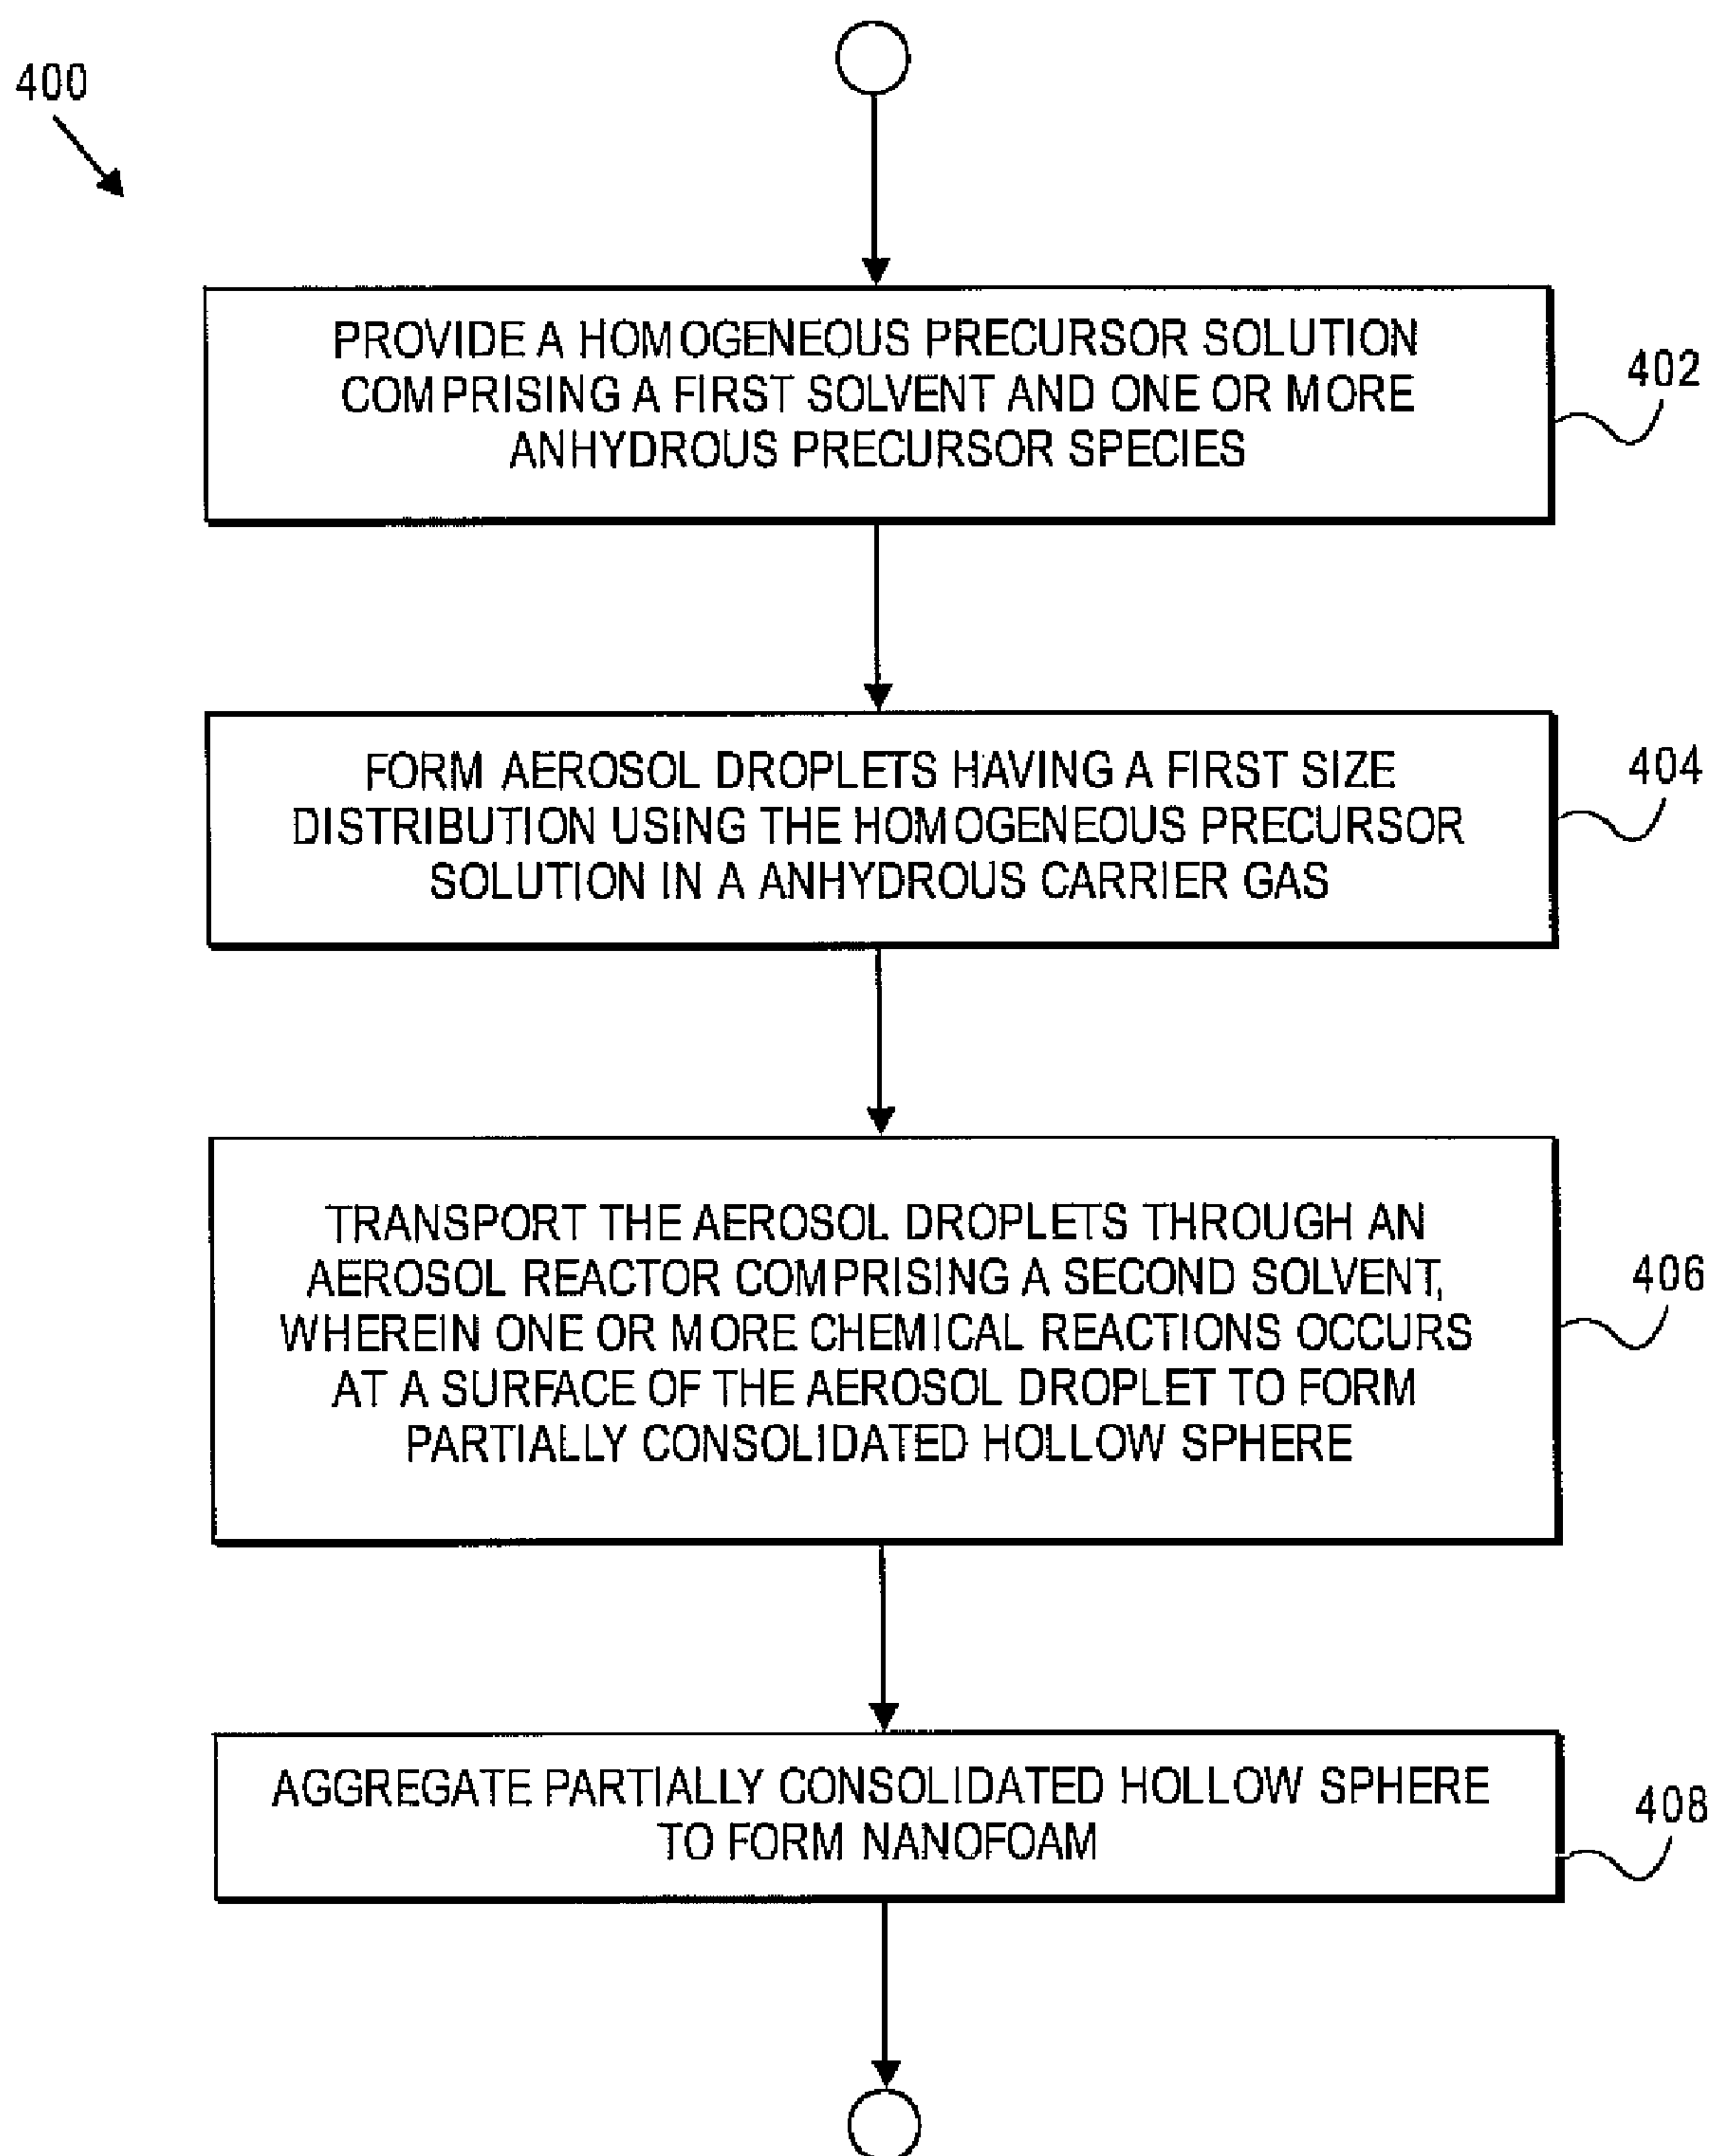 400
PROVIDE A HOMOGENEOUS PRECURSOR SOLUTION
COMPRISING A FIRST SOLVENT AND ONE OR MORE
ANHYDROUS PRECURSOR SPECIES
402
FORM AEROSOL DROPLETS HAVING A FIRST SIZE
DISTRIBUTION USING THE HOMOGENEOUS PRECURSOR
SOLUTION IN A ANHYDROUS CARRIER GAS
404
TRANSPORT THE AEROSOL DROPLETS THROUGH AN
AEROSOL REACTOR COMPRISING A SECOND SOLVENT,
WHEREIN ONE OR MORE CHEMICAL REACTIONS OCCURS
AT A SURFACE OF THE AEROSOL DROPLET TO FORM
PARTIALLY CONSOLIDATED HOLLOW SPHERE
406
AGGREGATE PARTIALLY CONSOLIDATED HOLLOW SPHERE
TO FORM NANOFOAM
408